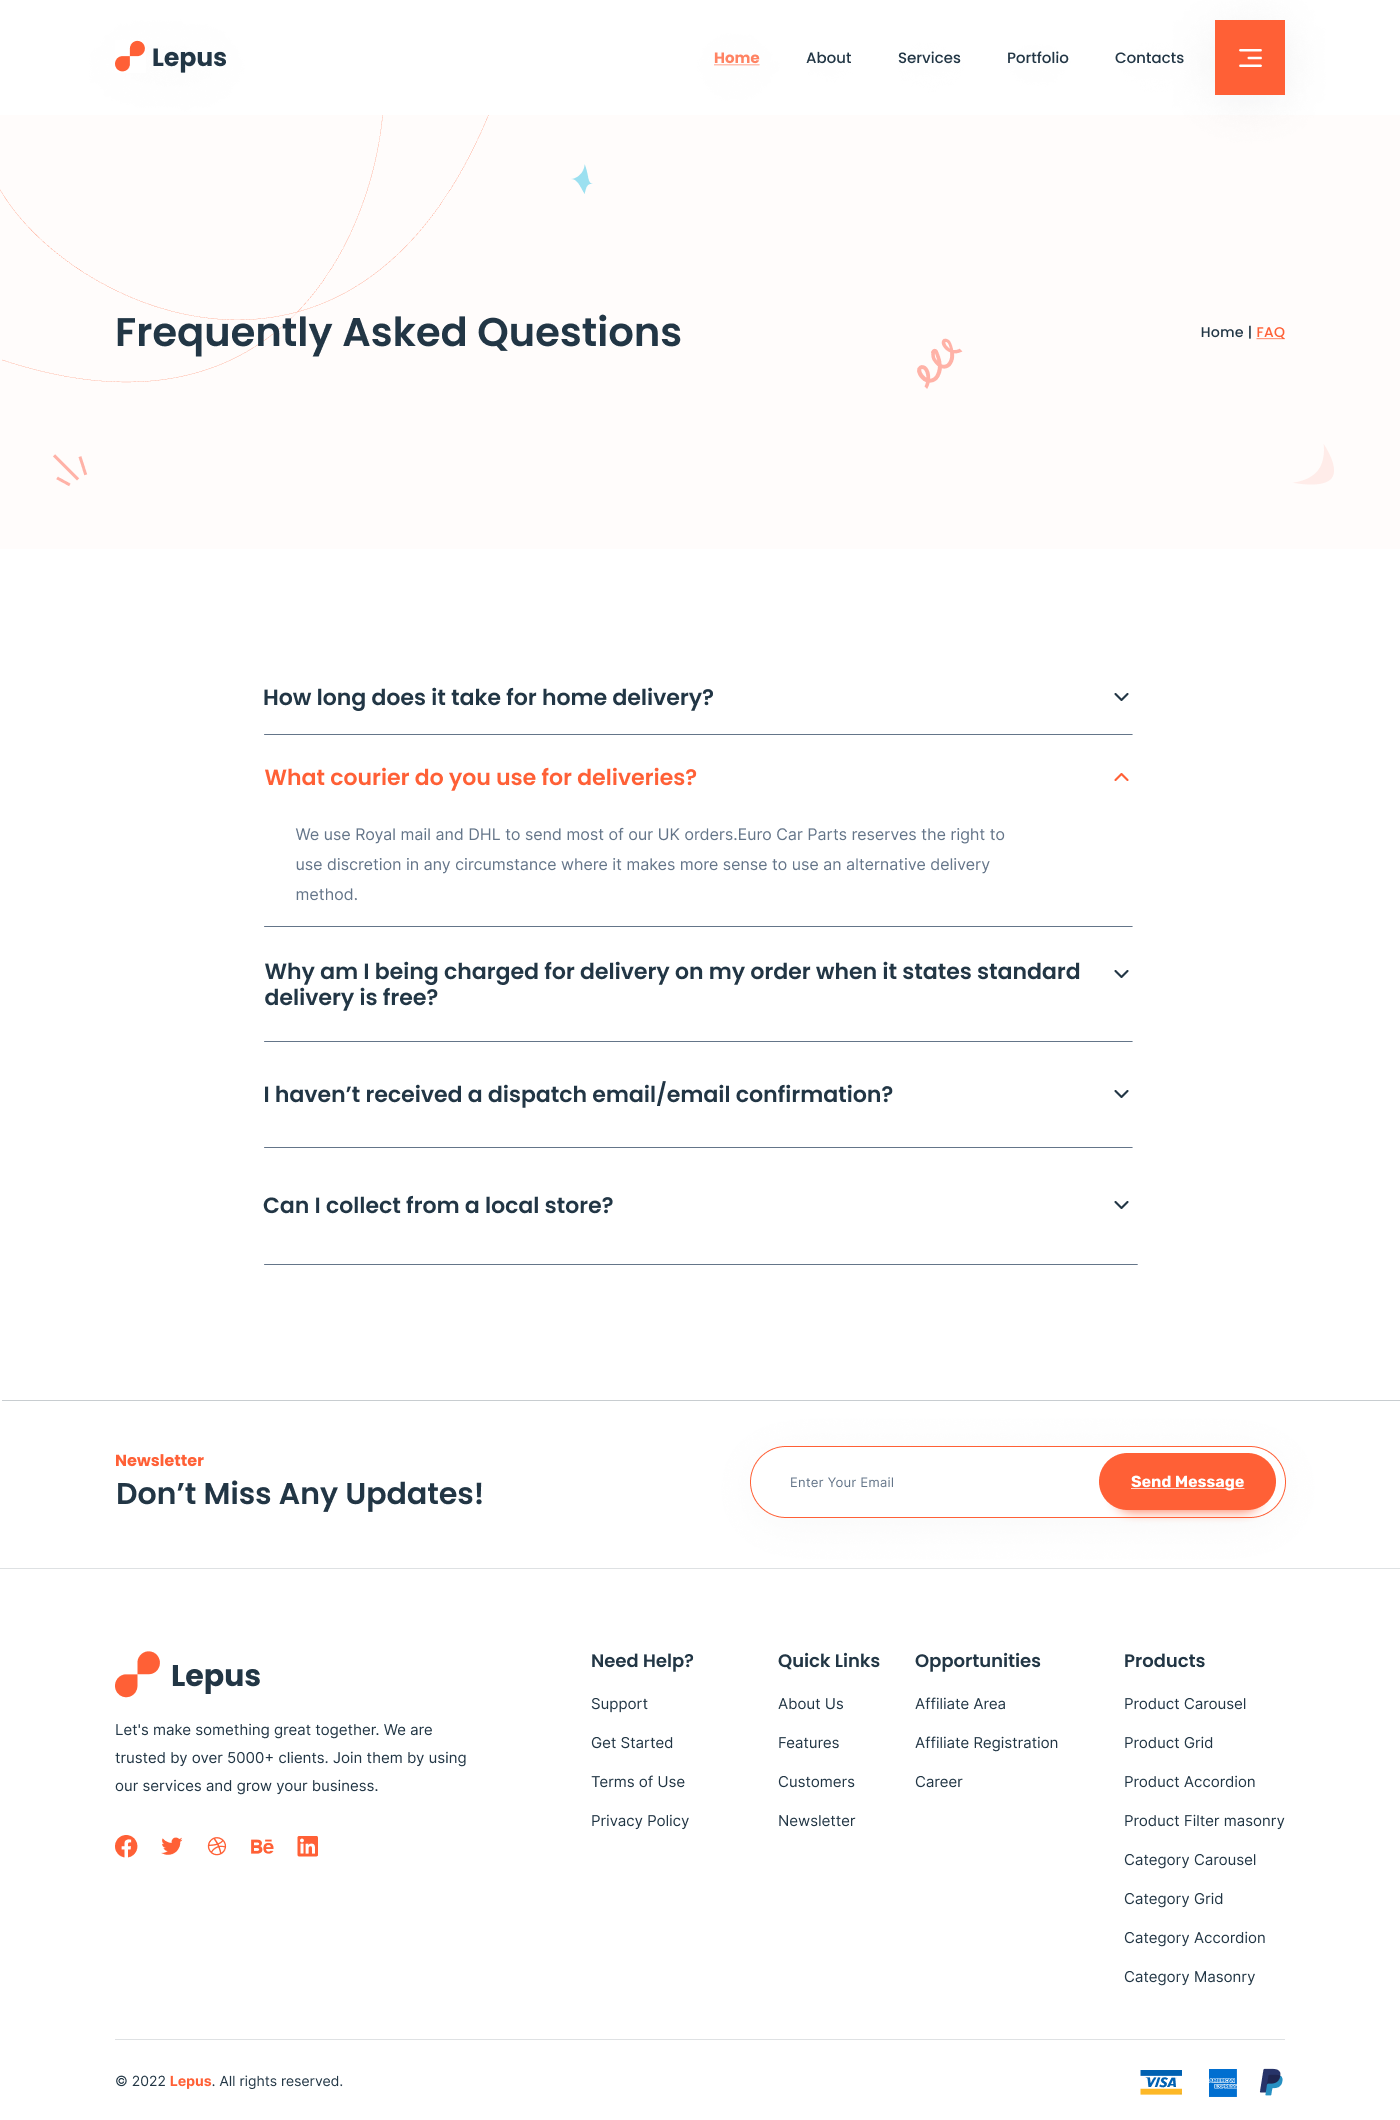 Lepus
Home About Services Portfolio Contacts
Frequently Asked Questions
Home | FAQ
How long does it take for home delivery?
What courier do you use for deliveries?
We use Royal mail and DHL to send most of our UK orders.Euro Car Parts reserves the right to
use discretion in any circumstance where it makes more sense to use an alternative delivery
method.
Why am I being charged for delivery on my order when it states standard
delivery is free?
I haven’t received a dispatch email/email confirmation?
Can I collect from a local store?
Newsletter
Don’t Miss Any Updates!
Enter Your Email
Send Message
Lepus
Let's make something great together. We are
trusted by over 5000+ clients. Join them by using
our services and grow your business.
Bē
in
Need Help?
Support
Get Started
Terms of Use
Privacy Policy
Quick Links
About Us
Features
Customers
Newsletter
Opportunities
Affiliate Area
Affiliate Registration
Career
Products
Product Carousel
Product Grid
Product Accordion
Product Filter masonry
Category Carousel
Category Grid
Category Accordion
Category Masonry
© 2022 Lepus. All rights reserved.
VISA
AMERICAN
EXPRESS